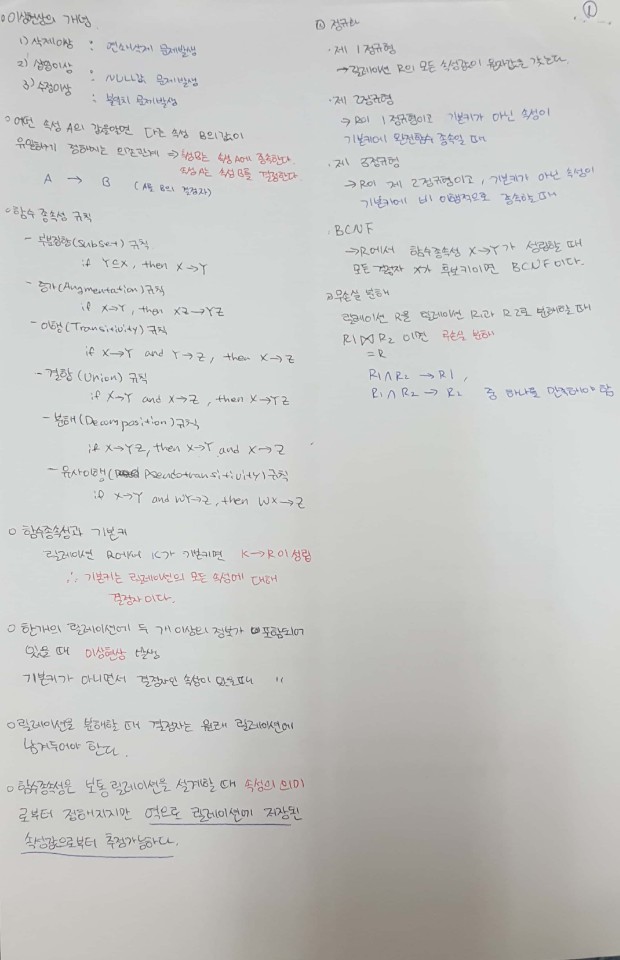 ○ 이상현상의 개념
1) 삭제이상 : 연쇄삭제 문제발생
2) 삽입이상 : NULL값 문제발생
3) 수정이상 : 불일치 문제발생
○ 어떤 속성 A의 값을알면 다른 속성 B의값이
유일하게 정해지는 의존관계 ⇒ 속성B는 속성A에 종속한다.
속성A는 속성B를 결정한다
A → B (A를 B의 결정자)
○ 함수 종속성 규칙
- 부분집합(Subset) 규칙
if Y⊆X, then X→Y
- 증가(Augmentation)규칙
if X→Y, then XZ→YZ
- 이행(Transitivity)규칙
if X→Y and Y→Z, then X→Z
- 결합(Union) 규칙
if X→Y and X→Z, then X→YZ
- 분해(Decomposition)규칙
if X→YZ, then X→Y and X→Z
- 유사이행(Pseudotransitivity)규칙
if X→Y and WY→Z, then WX→Z
○ 함수종속성과 기본키
릴레이션 R에서 K가 기본키면 K→R이성립
∴ 기본키는 릴레이션의 모든 속성에 대해
결정자이다.
○ 한개의 릴레이션에 두 개 이상의 정보가 포함되어
있을 때 이상현상 발생
기본키가 아니면서 결정자인 속성이 있을때 "
○ 릴레이션을 분해할 때 결정자는 원래 릴레이션에
남겨두어야 한다.
○ 함수종속성은 보통 릴레이션을 설계할 때 속성의 의미
로부터 정해지지만 역으로 릴레이션에 저장된
속성값으로부터 추정가능하다.
①
정규화
· 제 1정규형
→ 릴레이션 R의 모든 속성값이 원자값을 갖는다.
· 제 2정규형
→ R이 1정규형이고 기본키가 아닌 속성이
기본키에 완전함수 종속일 때
· 제 3정규형
→ R이 제 2정규형이고, 기본키가 아닌 속성이
기본키에 비 이행적으로 종속할때
· BCNF
→ R에서 함수종속성 X→Y가 성립할 때
모든 결정자 X가 후보키이면 BCNF이다.
무손실 분해
릴레이션 R을 릴레이션 R1과 R2로 분해할 때
R1⋈R2 이면 무손실 분해
= R
R1∩R2 → R1,
R1∩R2 → R2 중 하나를 만족해야 함